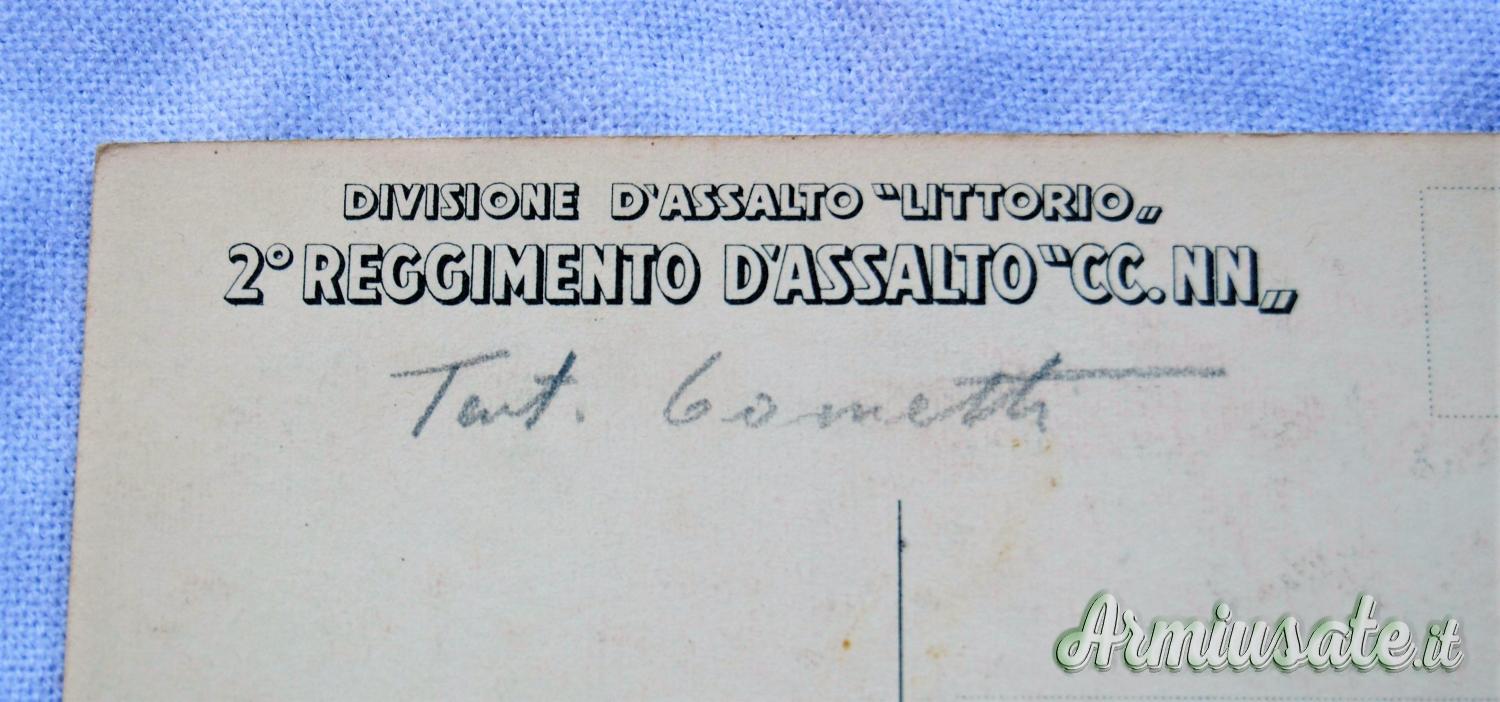 DIVISIONE D'ASSALTO "LITTORIO„
2° REGGIMENTO D'ASSALTO "CC. NN„
Armiusate.it